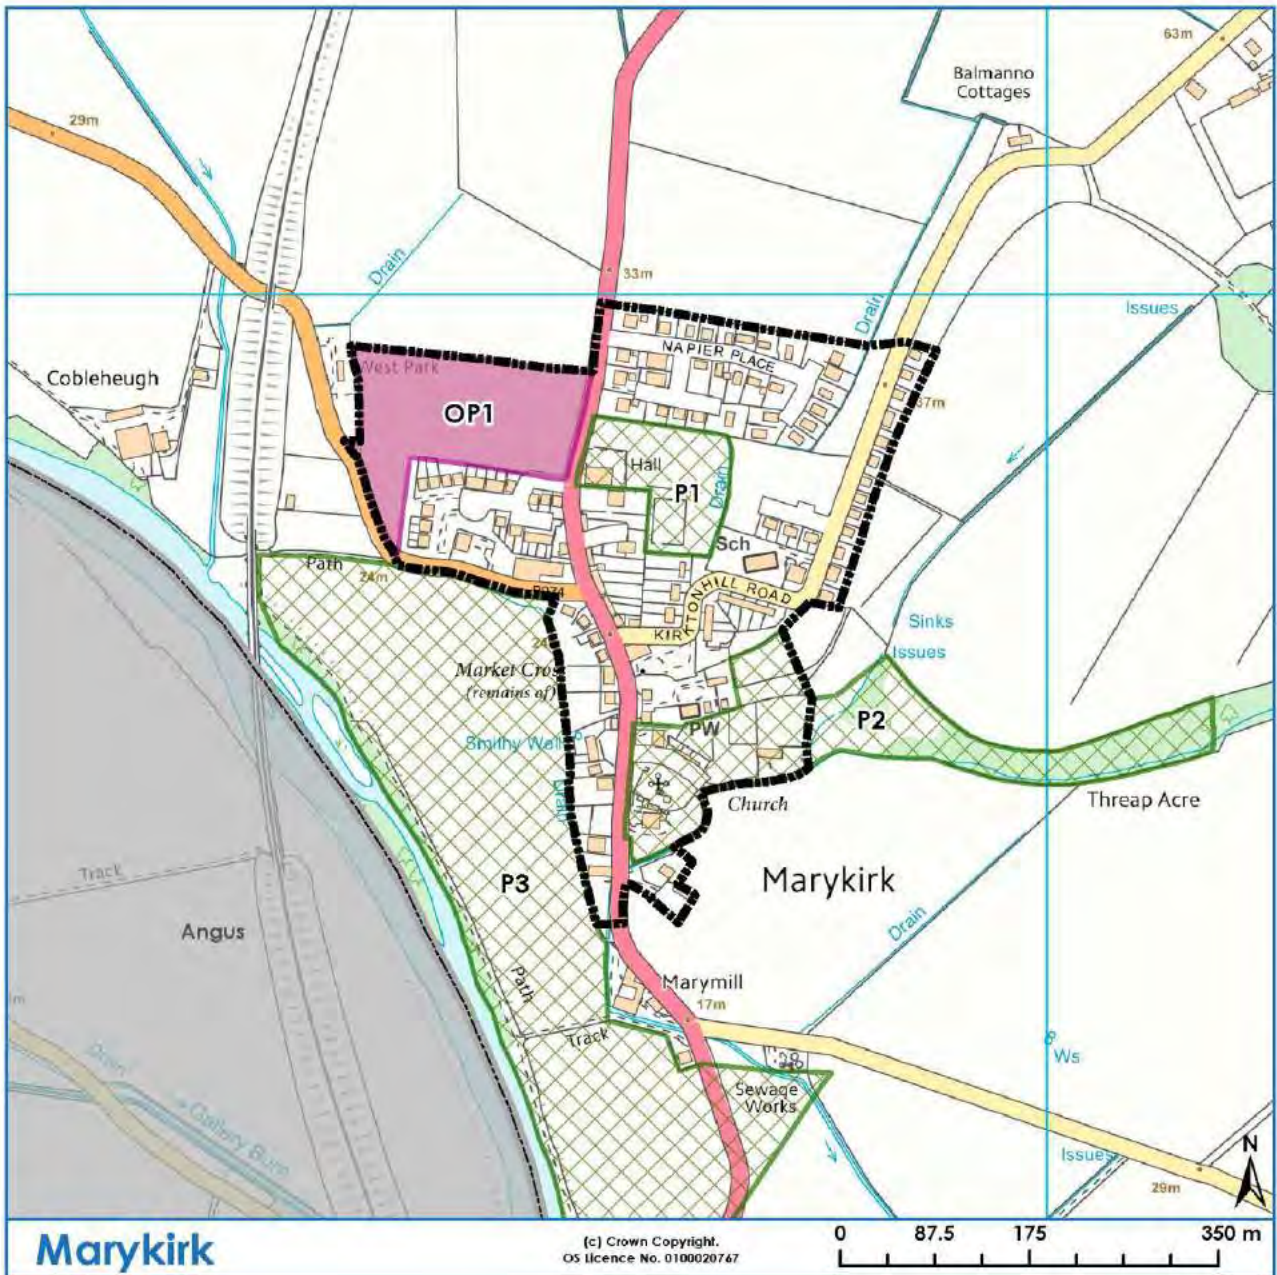 63m
Balmanno
Cottages
29m
Drain
33m
Drain
Issues
NAPIER PLACE
West Park
Cobleheugh
37m
OP1
Hall
P1
Drain
Sch
Path
24m
B974
KIRKTONHILL ROAD
Sinks
Issues
Market Cros
(remains of)
P2
PW
Smithy Well
Drain
Church
Threap Acre
Track
P3
Marykirk
Angus
Drain
Path
Marymill
17m
Track
Ws
Drain
Sewage
Works
Gallery Burn
Issues
29m
N
Marykirk
(c) Crown Copyright.
OS Licence No. 0100020767
0 87.5 175 350 m